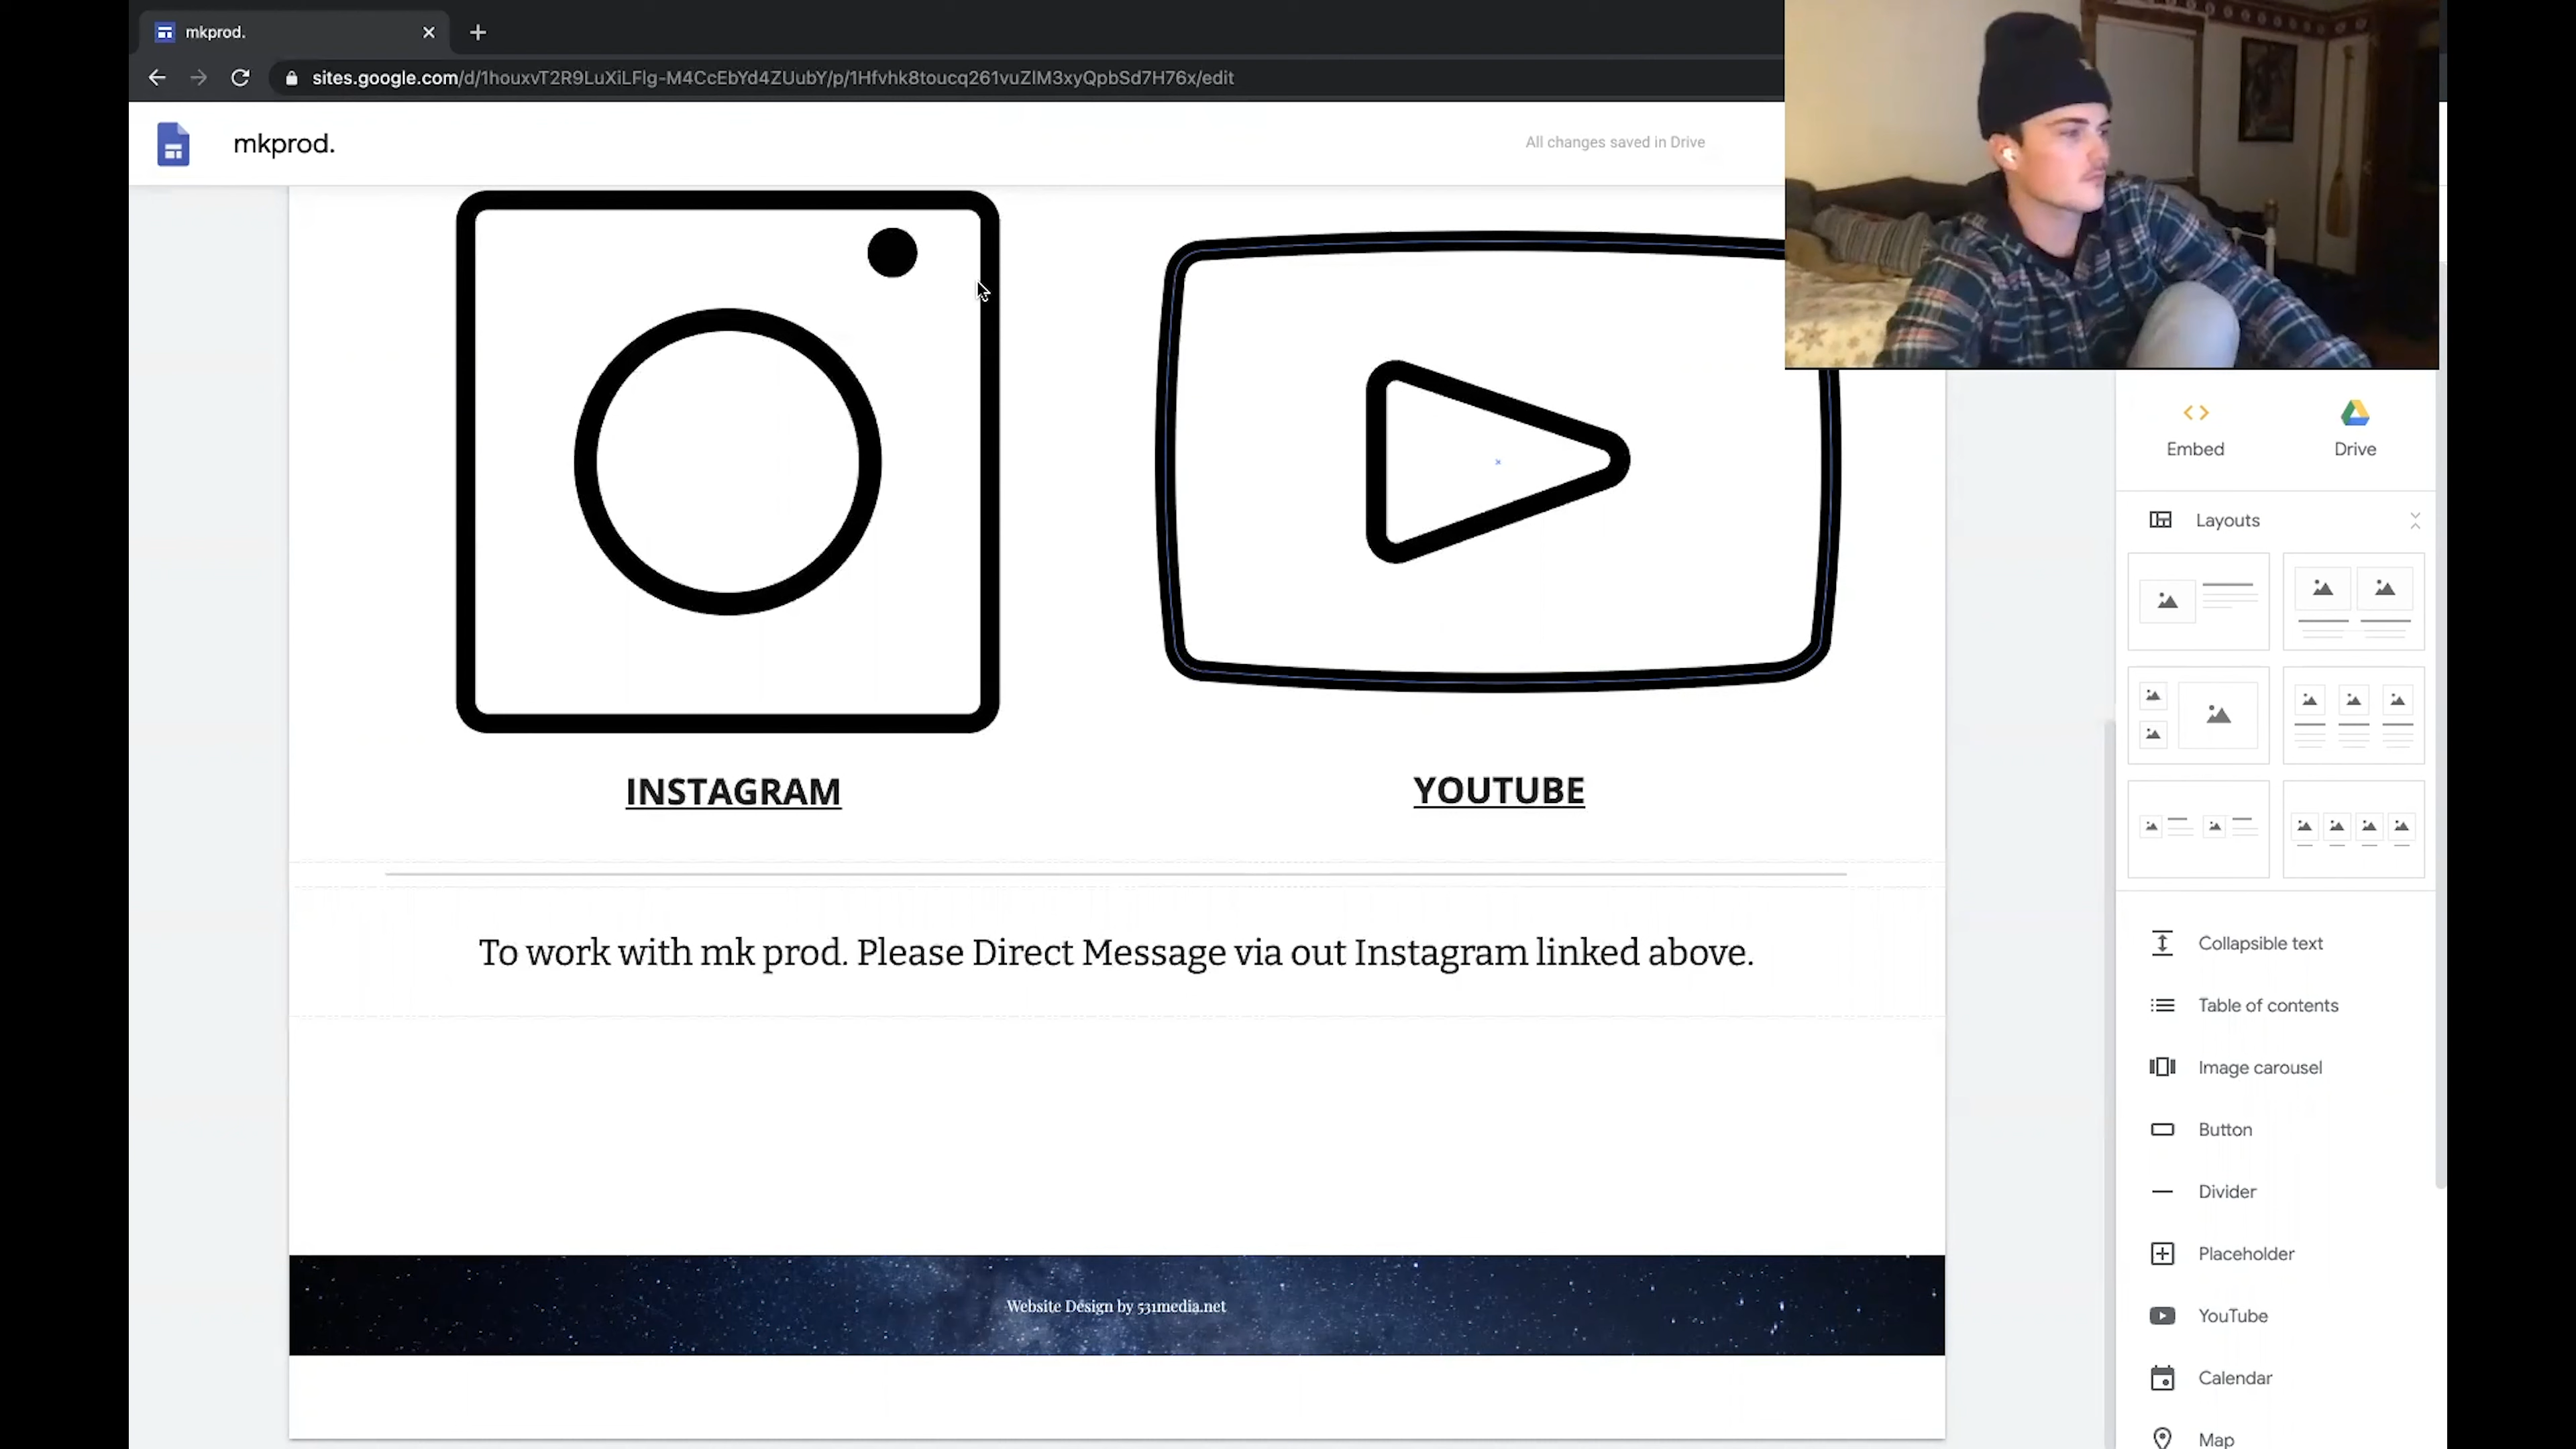 mkprod.
sites.google.com/d/1houxvT2R9LuXiLFlg-M4CcEbYd4ZUubY/p/1Hfvhk8toucq261vuZlM3xyQpbSd7H76x/edit
mkprod.
All changes saved in Drive
Embed
Drive
Layouts
INSTAGRAM
YOUTUBE
To work with mk prod. Please Direct Message via out Instagram linked above.
Collapsible text
Table of contents
Image carousel
Button
Divider
Placeholder
YouTube
Calendar
Map
Website Design by 531media.net